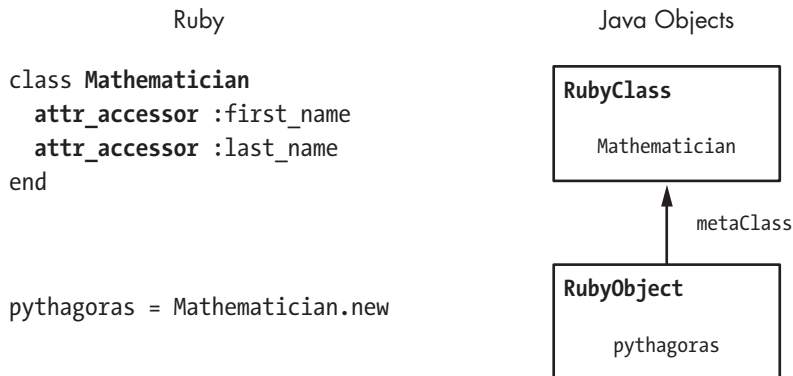 Ruby
class Mathematician
  attr_accessor :first_name
  attr_accessor :last_name
end
pythagoras = Mathematician.new
Java Objects
RubyClass
Mathematician
metaClass
RubyObject
pythagoras